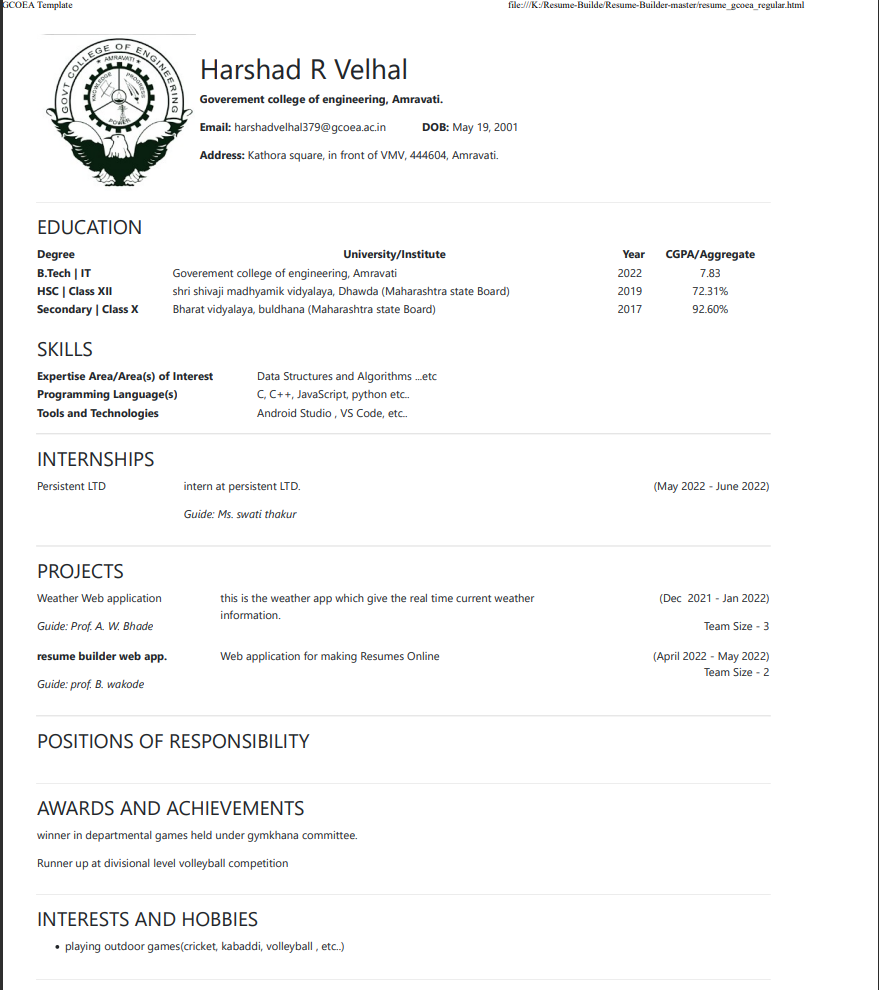 GCOEA Template file:///K:/Resume-Builde/Resume-Builder-master/resume_gcoea_regular.html
GOVT COLLEGE OF ENGINEERING
AMRAVATI
KNOWLEDGE PROGRESS
POWER
Harshad R Velhal
Goverement college of engineering, Amravati.
Email: harshadvelhal379@gcoea.ac.in DOB: May 19, 2001
Address: Kathora square, in front of VMV, 444604, Amravati.
EDUCATION
Degree University/Institute Year CGPA/Aggregate
B.Tech | IT Goverement college of engineering, Amravati 2022 7.83
HSC | Class XII shri shivaji madhyamik vidyalaya, Dhawda (Maharashtra state Board) 2019 72.31%
Secondary | Class X Bharat vidyalaya, buldhana (Maharashtra state Board) 2017 92.60%
SKILLS
Expertise Area/Area(s) of Interest Data Structures and Algorithms ...etc
Programming Language(s) C, C++, JavaScript, python etc..
Tools and Technologies Android Studio , VS Code, etc..
INTERNSHIPS
Persistent LTD intern at persistent LTD. (May 2022 - June 2022)
Guide: Ms. swati thakur
PROJECTS
Weather Web application this is the weather app which give the real time current weather (Dec 2021 - Jan 2022)
information.
Guide: Prof. A. W. Bhade Team Size - 3
resume builder web app. Web application for making Resumes Online (April 2022 - May 2022)
Team Size - 2
Guide: prof. B. wakode
POSITIONS OF RESPONSIBILITY
AWARDS AND ACHIEVEMENTS
winner in departmental games held under gymkhana committee.
Runner up at divisional level volleyball competition
INTERESTS AND HOBBIES
• playing outdoor games(cricket, kabaddi, volleyball , etc..)